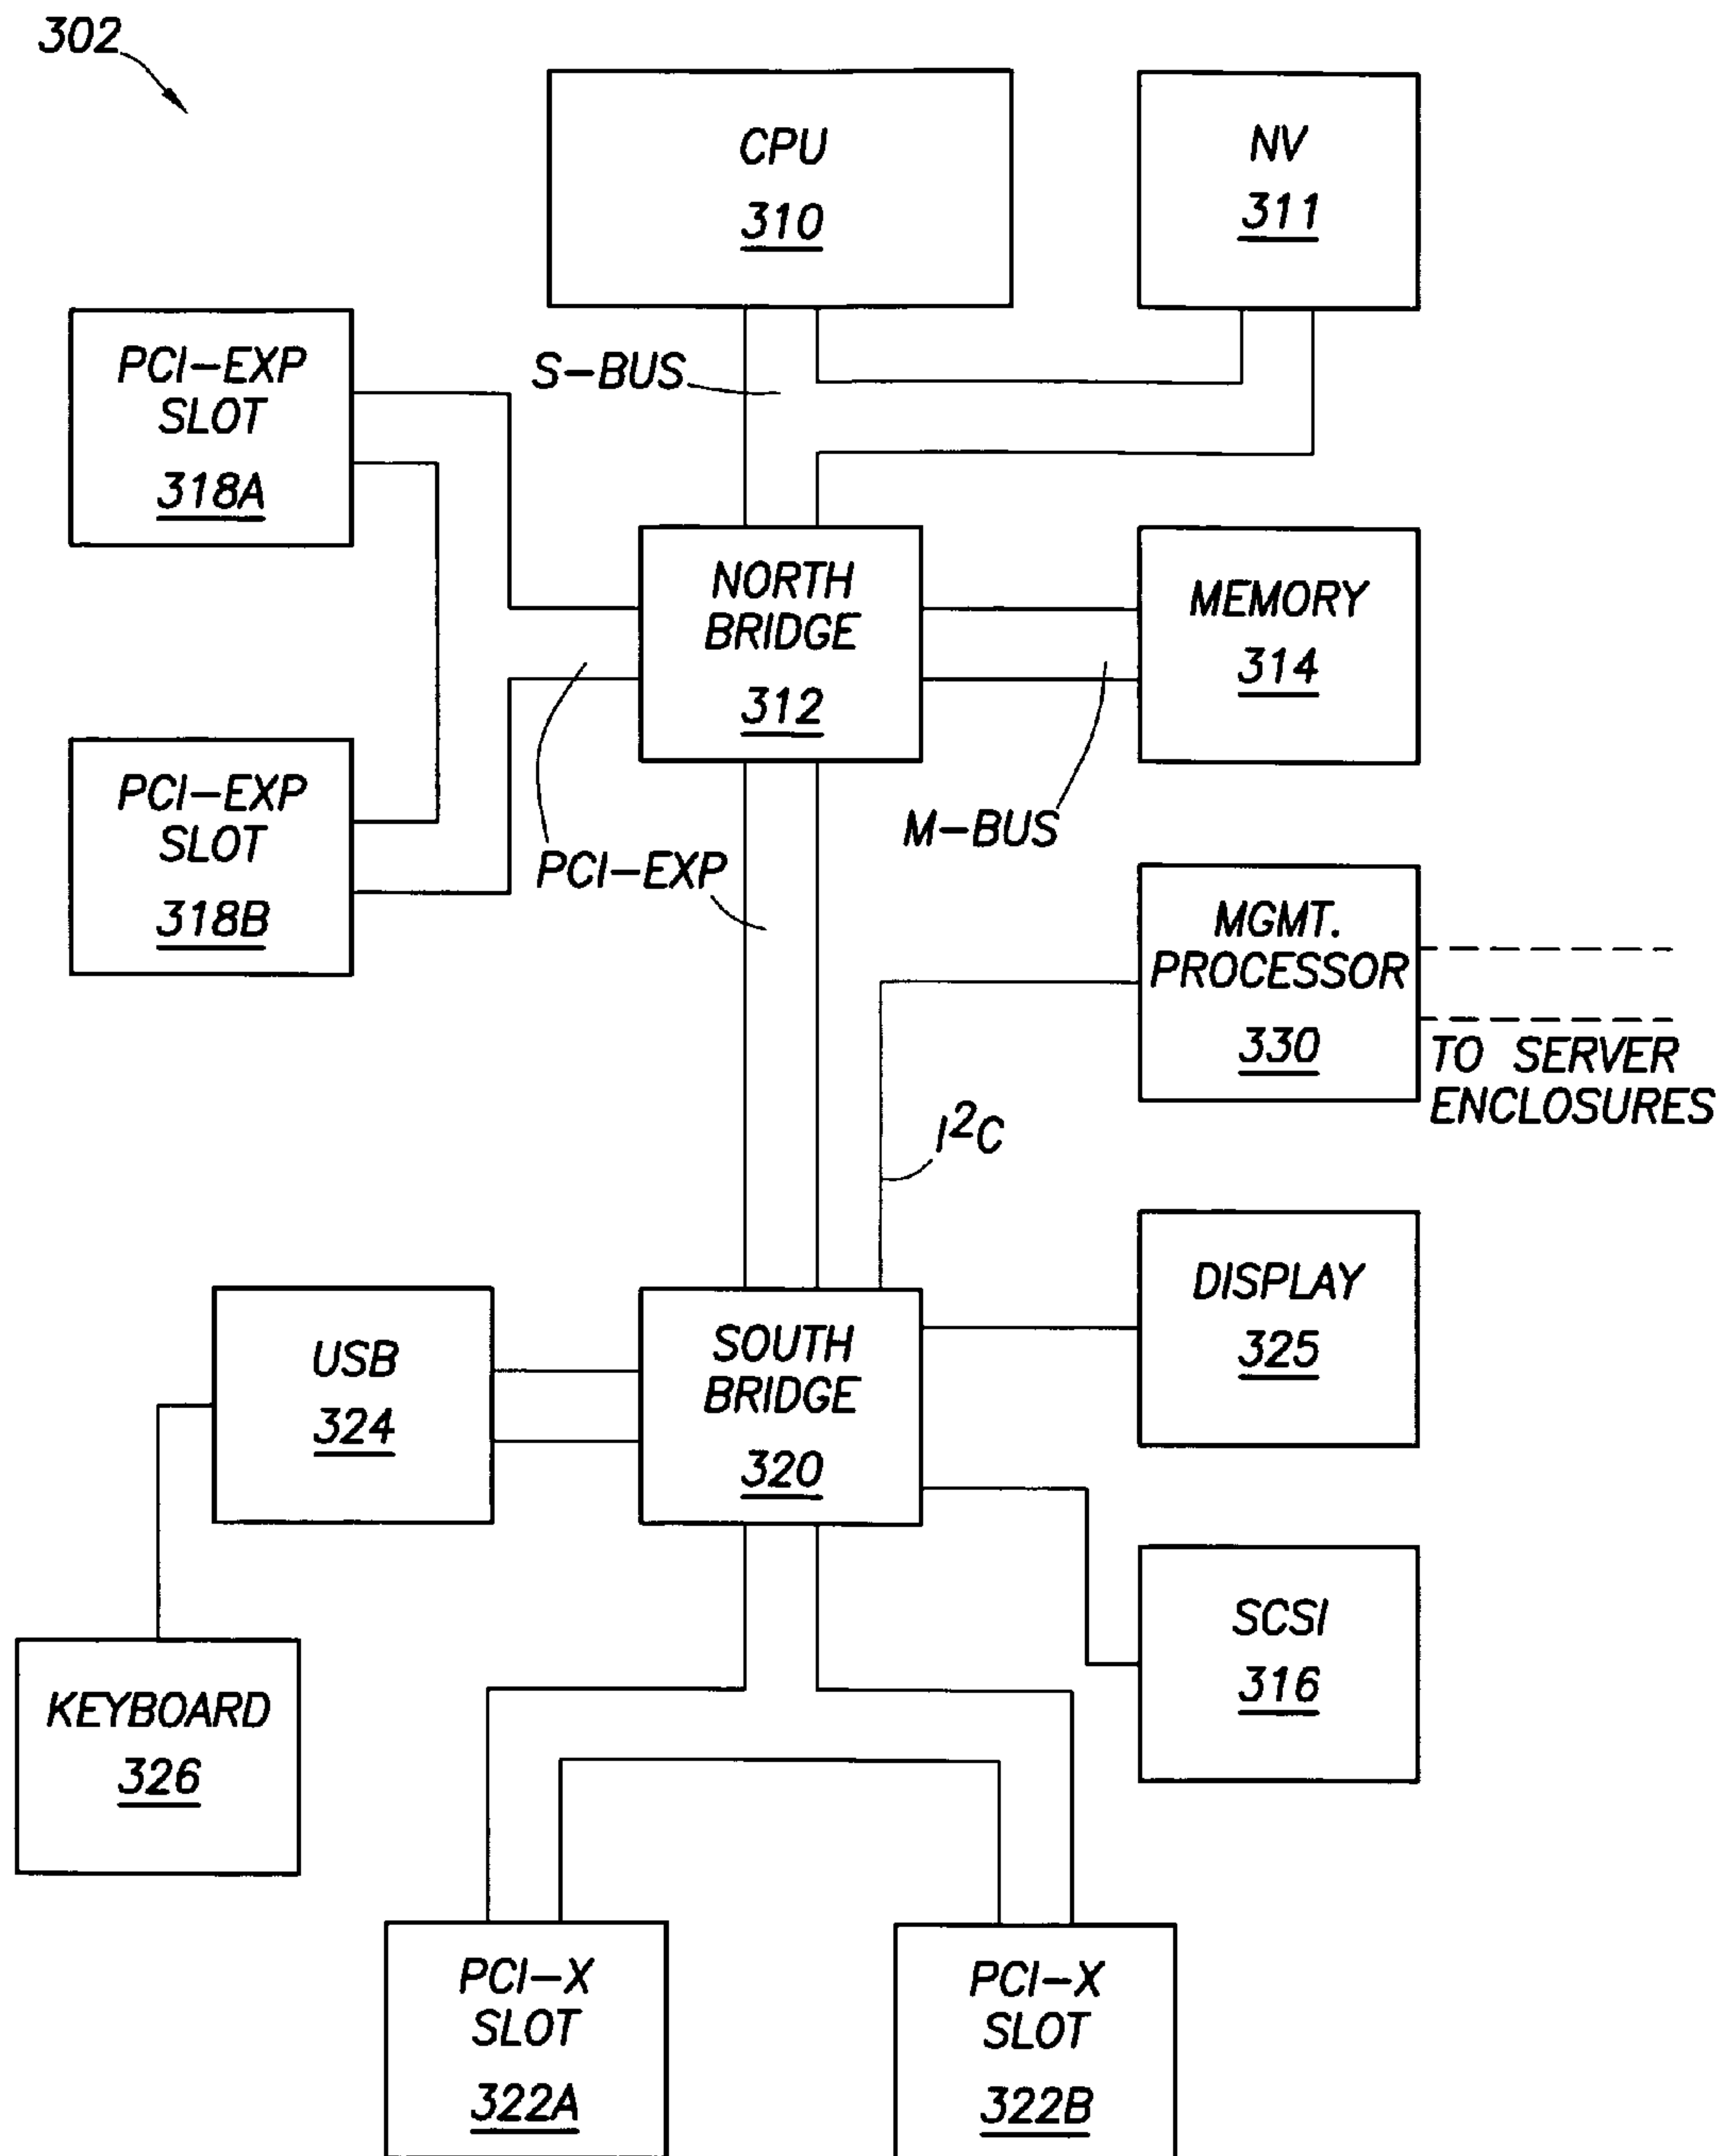 302
CPU
310
NV
311
PCI-EXP
SLOT
318A
S-BUS
NORTH
BRIDGE
312
MEMORY
314
PCI-EXP
SLOT
318B
PCI-EXP
M-BUS
MGMT.
PROCESSOR
330
TO SERVER
ENCLOSURES
I²C
USB
324
SOUTH
BRIDGE
320
DISPLAY
325
SCSI
316
KEYBOARD
326
PCI-X
SLOT
322A
PCI-X
SLOT
322B